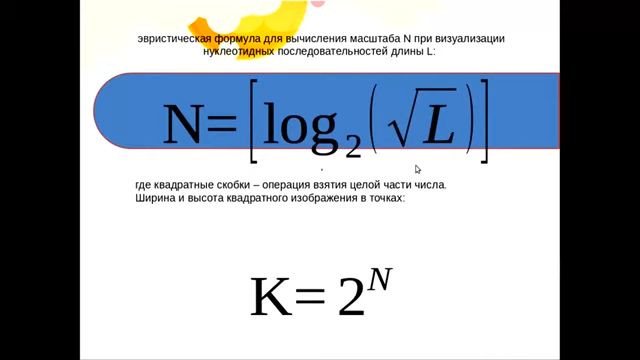 эвристическая формула для вычисления масштаба N при визуализации
нуклеотидных последовательностей длины L:
N=[log₂(√L)]
где квадратные скобки – операция взятия целой части числа.
Ширина и высота квадратного изображения в точках:
K=2ᴺ